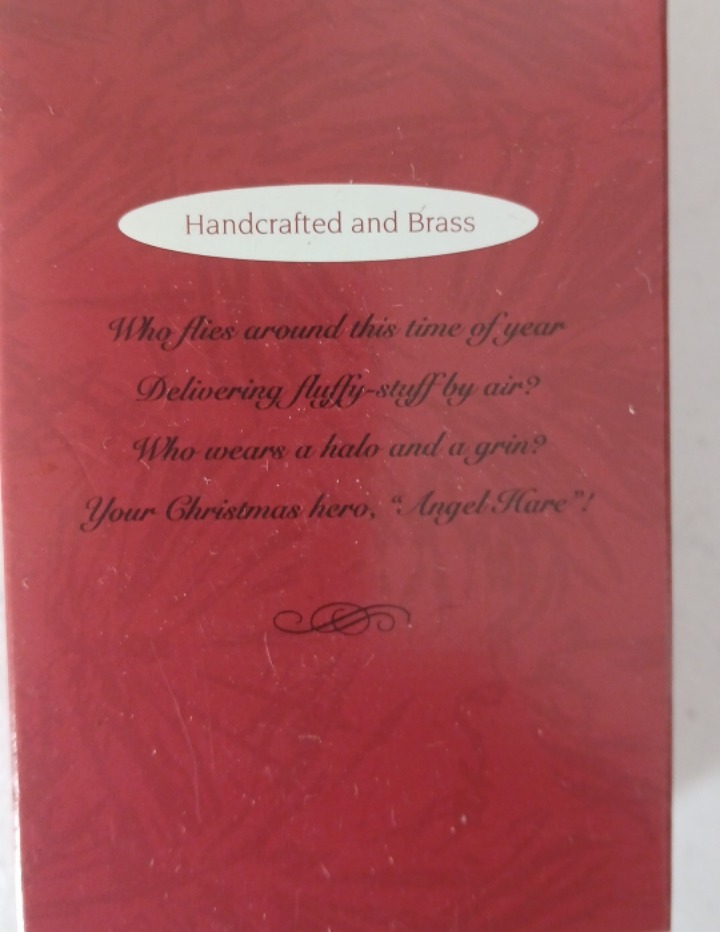 Handcrafted and Brass
Who flies around this time of year
Delivering fluffy-stuff by air?
Who wears a halo and a grin?
Your Christmas hero, “Angel Hare”!